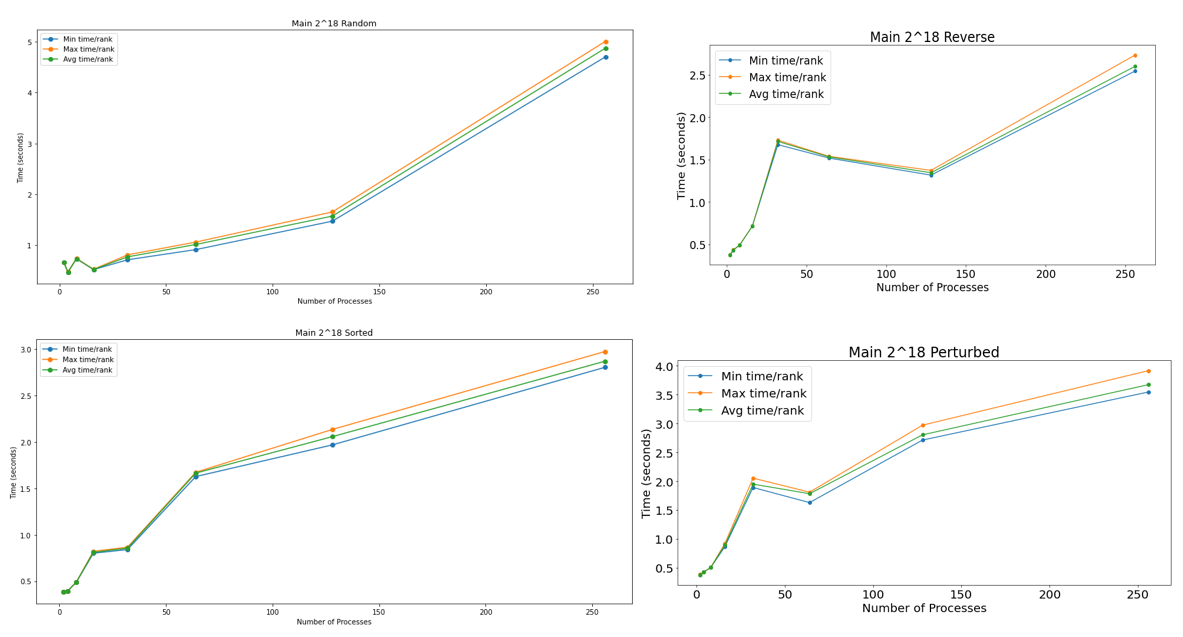 Main 2^18 Random
Min time/rank
Max time/rank
Avg time/rank
5
4
3
2
1
Time (seconds)
0
50
100
150
200
250
Number of Processes
Main 2^18 Reverse
Min time/rank
Max time/rank
Avg time/rank
2.5
2.0
1.5
1.0
0.5
Time (seconds)
0
50
100
150
200
250
Number of Processes
Main 2^18 Sorted
Min time/rank
Max time/rank
Avg time/rank
3.0
2.5
2.0
1.5
1.0
0.5
Time (seconds)
0
50
100
150
200
250
Number of Processes
Main 2^18 Perturbed
Min time/rank
Max time/rank
Avg time/rank
4.0
3.5
3.0
2.5
2.0
1.5
1.0
0.5
Time (seconds)
0
50
100
150
200
250
Number of Processes